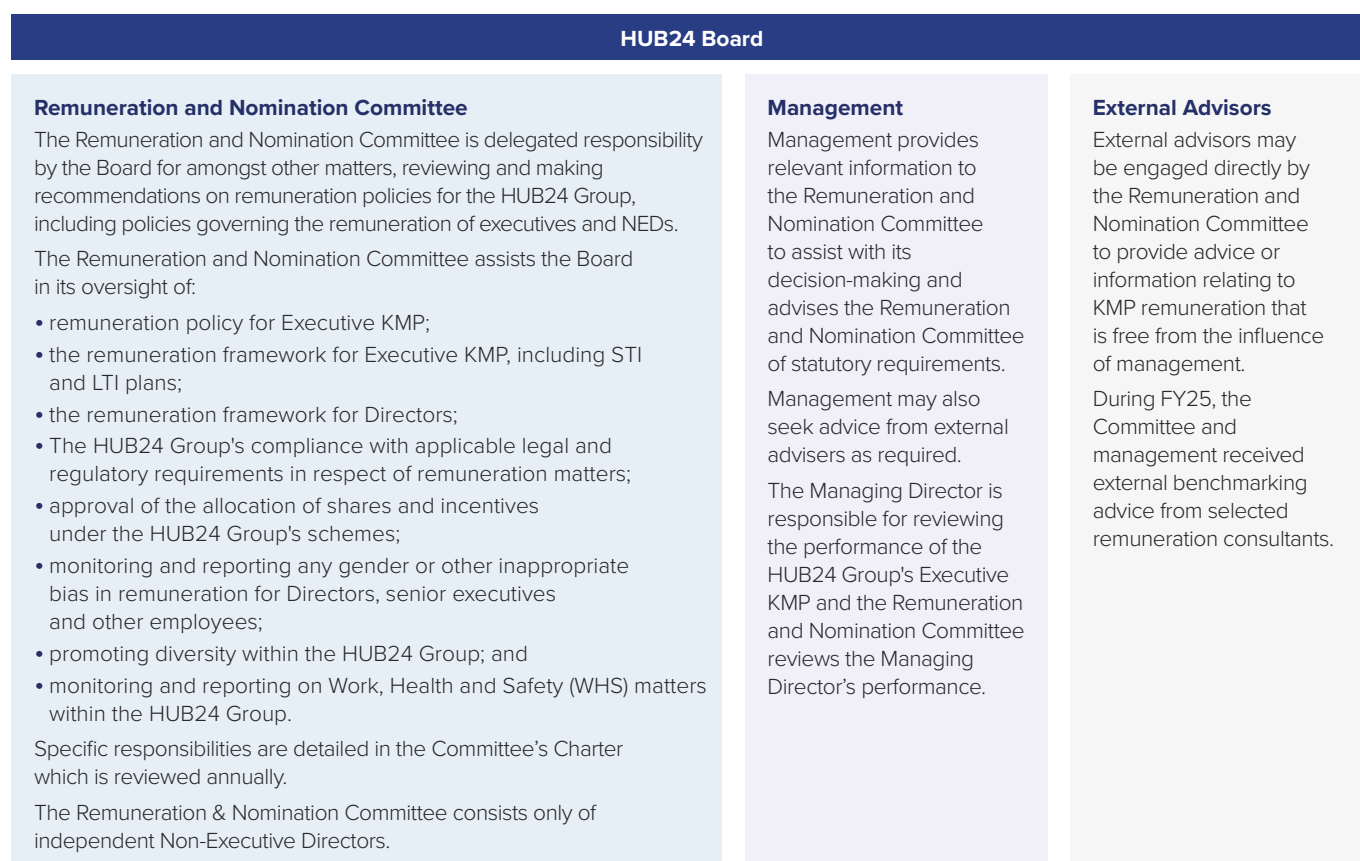 HUB24 Board
Remuneration and Nomination Committee
The Remuneration and Nomination Committee is delegated responsibility
by the Board for amongst other matters, reviewing and making
recommendations on remuneration policies for the HUB24 Group,
including policies governing the remuneration of executives and NEDs.
The Remuneration and Nomination Committee assists the Board
in its oversight of:
• remuneration policy for Executive KMP;
• the remuneration framework for Executive KMP, including STI
and LTI plans;
• the remuneration framework for Directors;
• The HUB24 Group's compliance with applicable legal and
regulatory requirements in respect of remuneration matters;
• approval of the allocation of shares and incentives
under the HUB24 Group's schemes;
• monitoring and reporting any gender or other inappropriate
bias in remuneration for Directors, senior executives
and other employees;
• promoting diversity within the HUB24 Group; and
• monitoring and reporting on Work, Health and Safety (WHS) matters
within the HUB24 Group.
Specific responsibilities are detailed in the Committee’s Charter
which is reviewed annually.
The Remuneration & Nomination Committee consists only of
independent Non-Executive Directors.
Management
Management provides
relevant information to
the Remuneration and
Nomination Committee
to assist with its
decision-making and
advises the Remuneration
and Nomination Committee
of statutory requirements.
Management may also
seek advice from external
advisers as required.
The Managing Director is
responsible for reviewing
the performance of the
HUB24 Group's Executive
KMP and the Remuneration
and Nomination Committee
reviews the Managing
Director’s performance.
External Advisors
External advisors may
be engaged directly by
the Remuneration and
Nomination Committee
to provide advice or
information relating to
KMP remuneration that
is free from the influence
of management.
During FY25, the
Committee and
management received
external benchmarking
advice from selected
remuneration consultants.